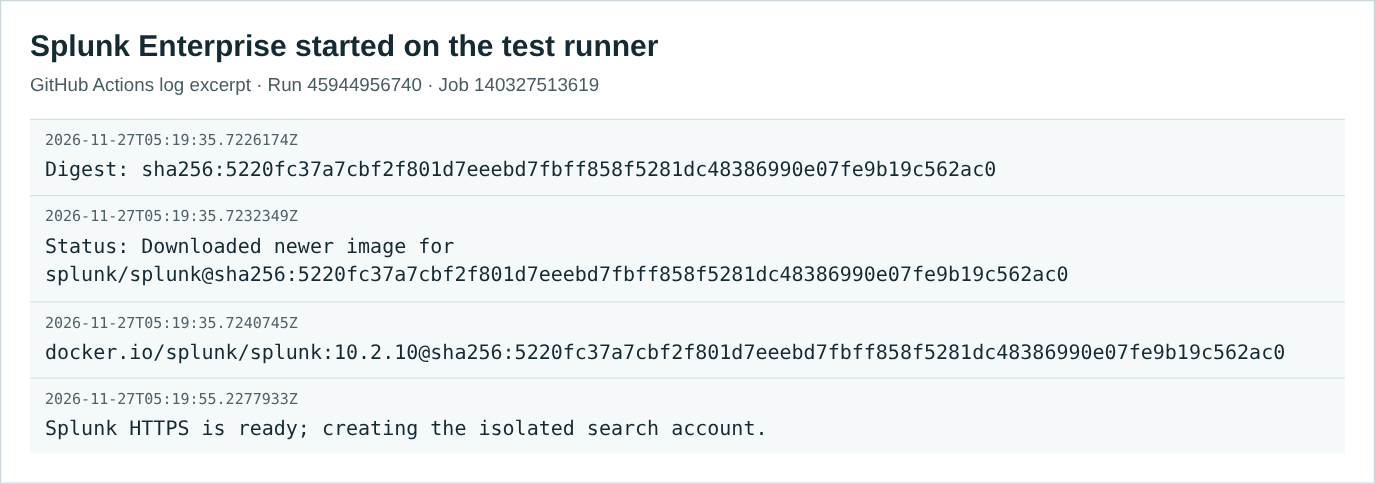 Splunk Enterprise started on the test runner
GitHub Actions log excerpt · Run 45944956740 · Job 140327513619
2026-11-27T05:19:35.7226174Z
Digest: sha256:5220fc37a7cbf2f801d7eeebd7fbff858f5281dc48386990e07fe9b19c562ac0
2026-11-27T05:19:35.7232349Z
Status: Downloaded newer image for
splunk/splunk@sha256:5220fc37a7cbf2f801d7eeebd7fbff858f5281dc48386990e07fe9b19c562ac0
2026-11-27T05:19:35.7240745Z
docker.io/splunk/splunk:10.2.10@sha256:5220fc37a7cbf2f801d7eeebd7fbff858f5281dc48386990e07fe9b19c562ac0
2026-11-27T05:19:55.2277933Z
Splunk HTTPS is ready; creating the isolated search account.